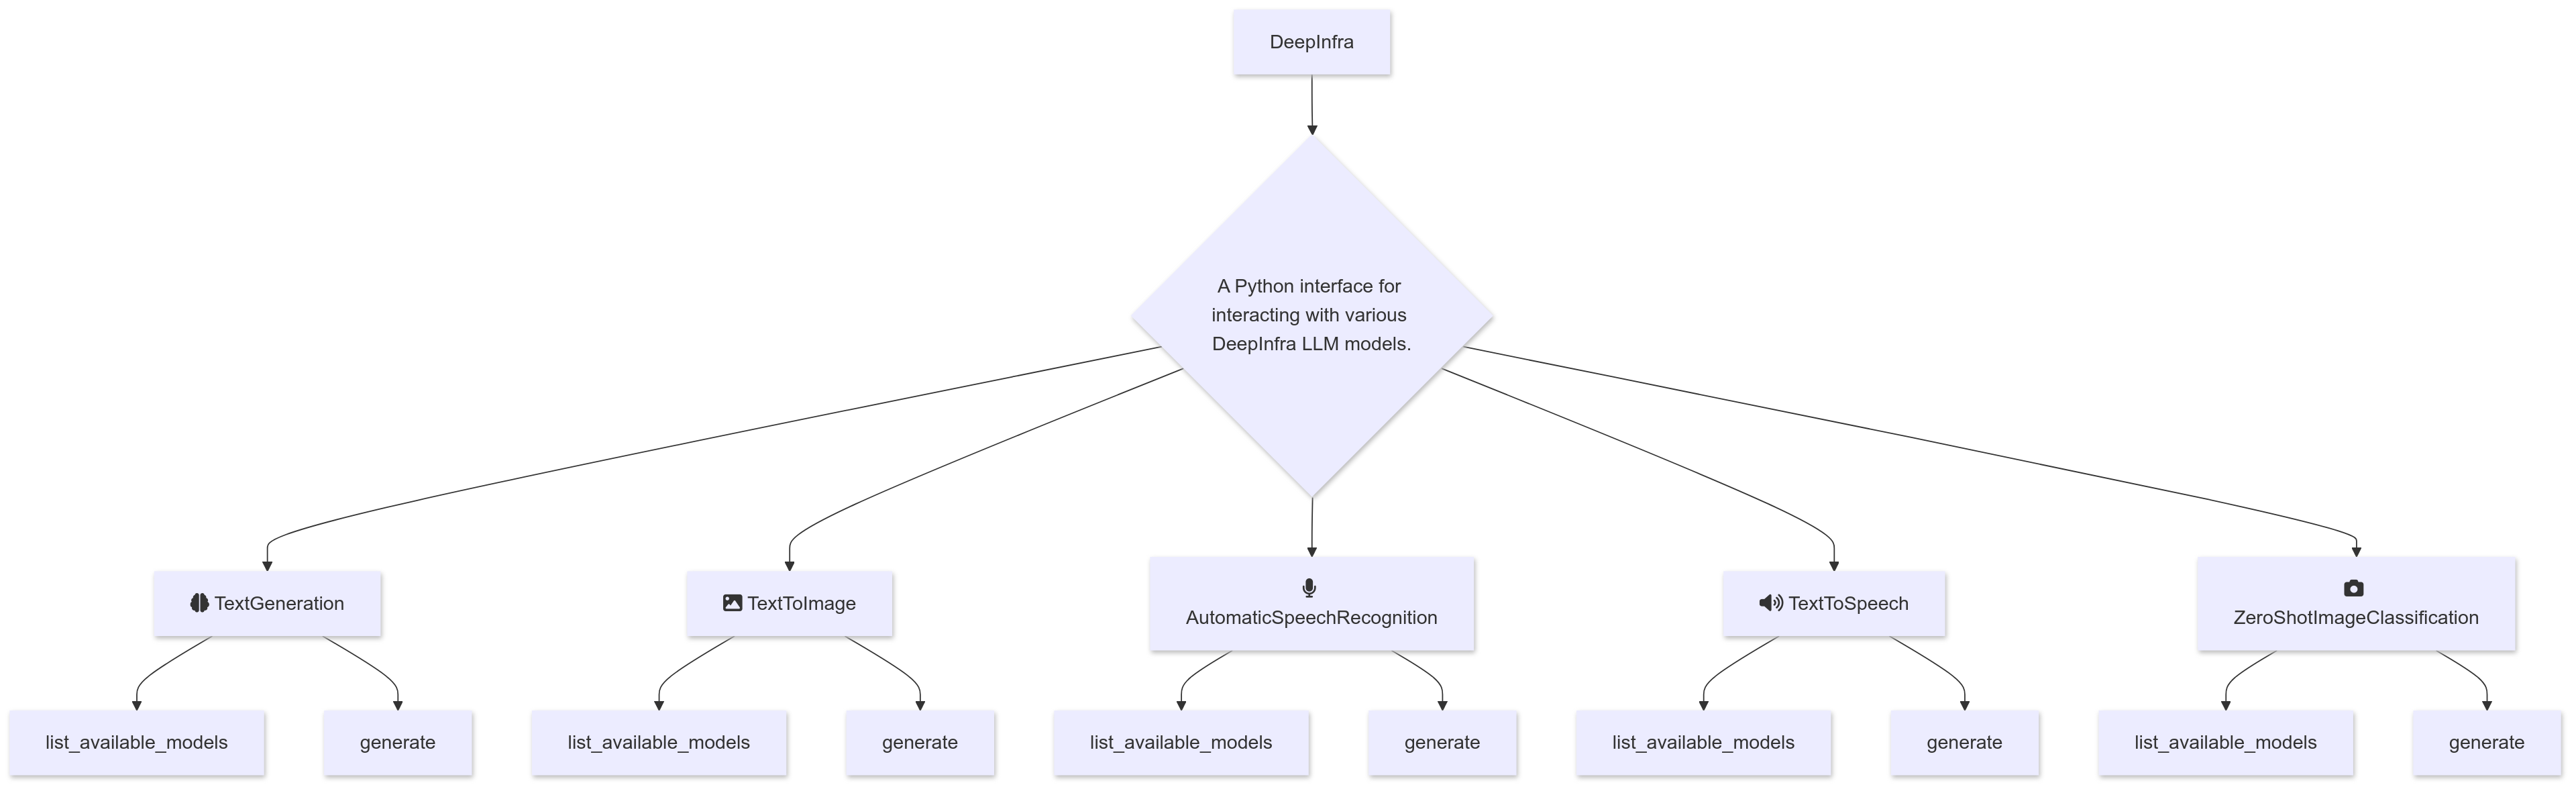 DeepInfra
A Python interface for
interacting with various
DeepInfra LLM models.
TextGeneration
TextToImage
AutomaticSpeechRecognition
TextToSpeech
ZeroShotImageClassification
list_available_models
generate
list_available_models
generate
list_available_models
generate
list_available_models
generate
list_available_models
generate